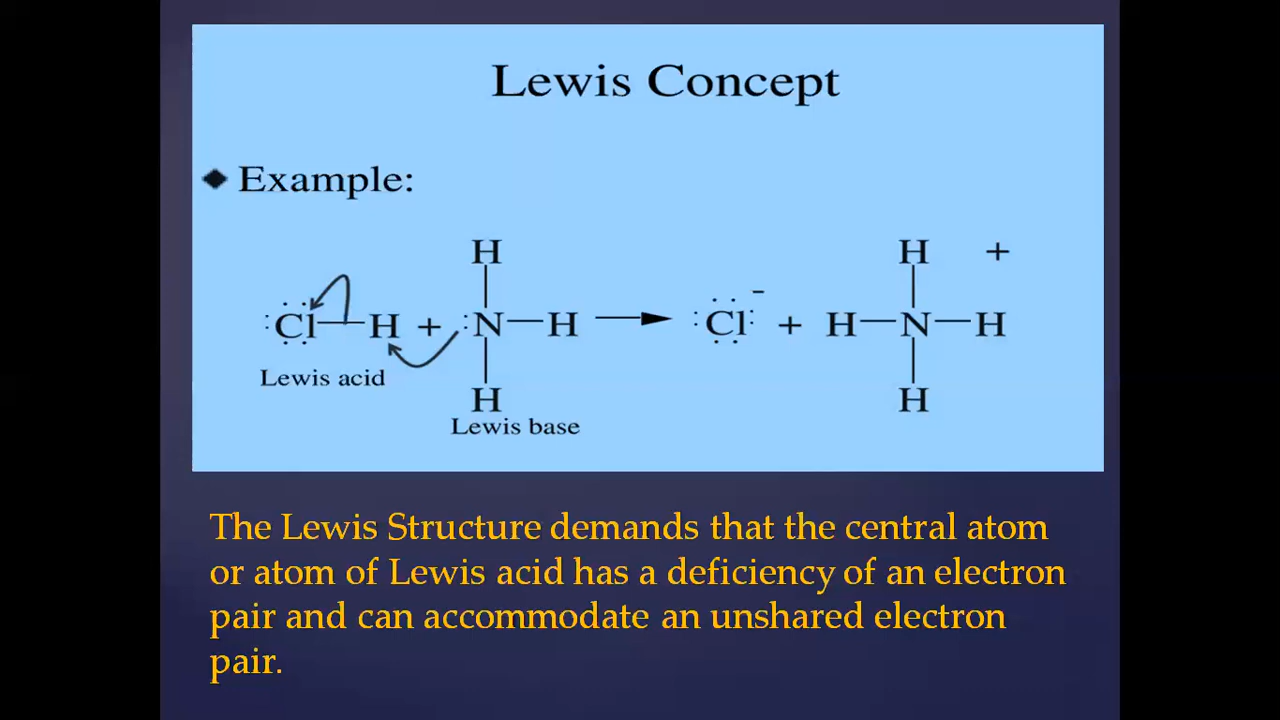 Lewis Concept
◆ Example:
H H +
:Cl—H + :N—H → :Cl:⁻ + H—N—H
Lewis acid
H H
Lewis base
The Lewis Structure demands that the central atom
or atom of Lewis acid has a deficiency of an electron
pair and can accommodate an unshared electron
pair.